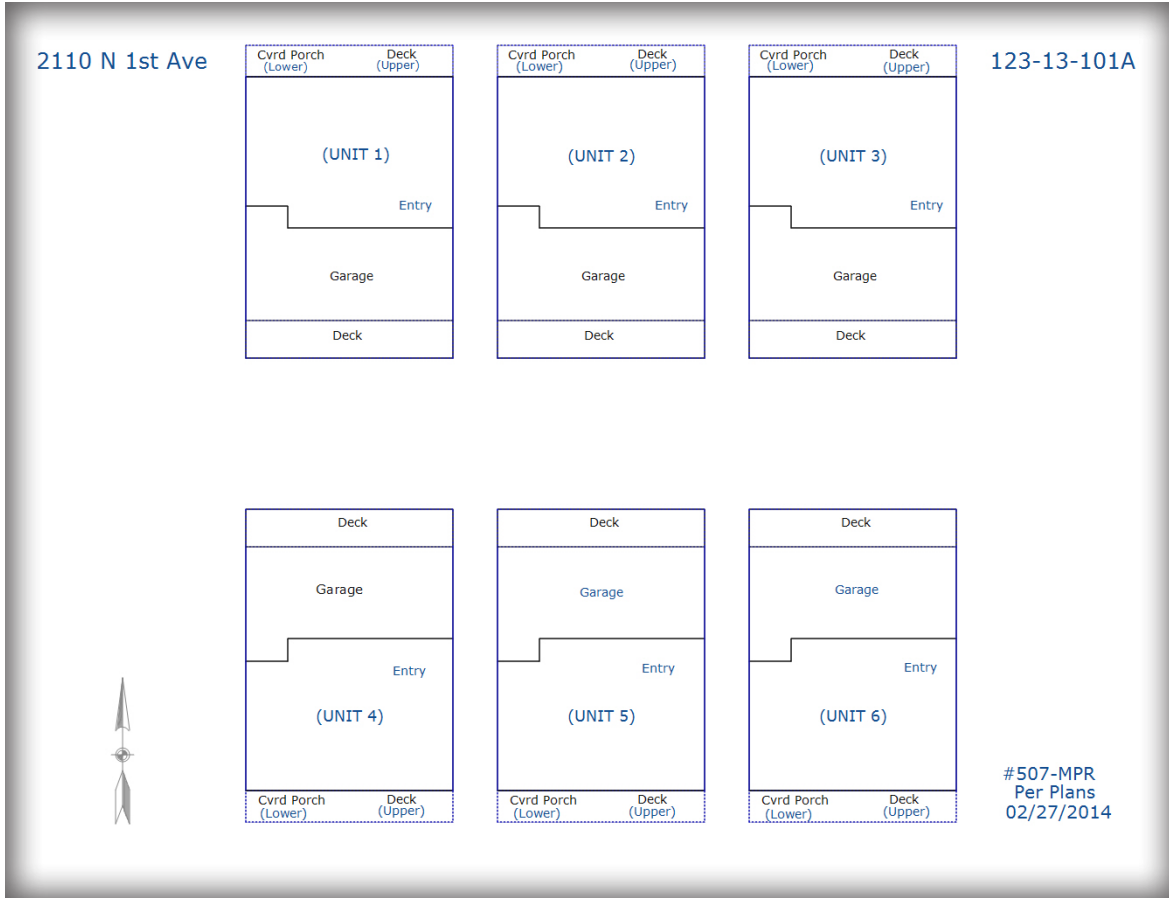 2110 N 1st Ave
123-13-101A
Cvrd Porch Deck
(Lower) (Upper)
Cvrd Porch Deck
(Lower) (Upper)
Cvrd Porch Deck
(Lower) (Upper)
(UNIT 1)
(UNIT 2)
(UNIT 3)
Entry
Entry
Entry
Garage
Garage
Garage
Deck
Deck
Deck
Deck
Deck
Deck
Garage
Garage
Garage
Entry
Entry
Entry
(UNIT 4)
(UNIT 5)
(UNIT 6)
Cvrd Porch Deck
(Lower) (Upper)
Cvrd Porch Deck
(Lower) (Upper)
Cvrd Porch Deck
(Lower) (Upper)
#507-MPR
Per Plans
02/27/2014